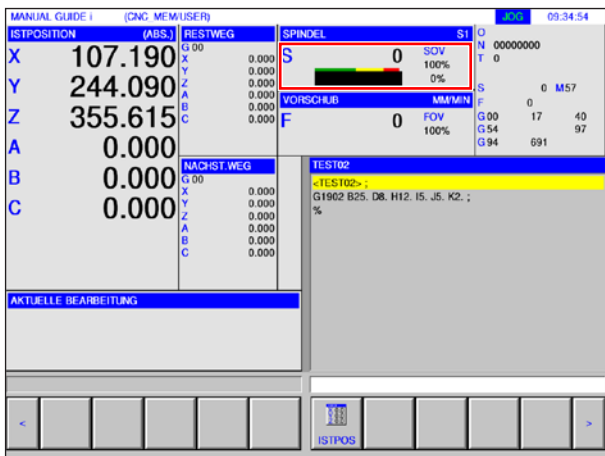 MANUAL GUIDE i (CNC_MEM/USER) JOG 09:34:54
ISTPOSITION (ABS.)
X 107.190
Y 244.090
Z 355.615
A 0.000
B 0.000
C 0.000
RESTWEG
G 00
X 0.000
Y 0.000
Z 0.000
A 0.000
B 0.000
C 0.000
SPINDEL S1
S 0 SOV
100%
0%
VORSCHUB MM/MIN
F 0 FOV
100%
O
N 00000000
T 0
S 0 M57
F 0
G 00 17 40
G 54 97
G 94 691
NACHST.WEG
G 00
X 0.000
Y 0.000
Z 0.000
A 0.000
B 0.000
C 0.000
TEST02
<TEST02> ;
G1902 B25. D8. H12. I5. J5. K2. ;
%
AKTUELLE BEARBEITUNG
<
ISTPOS
>